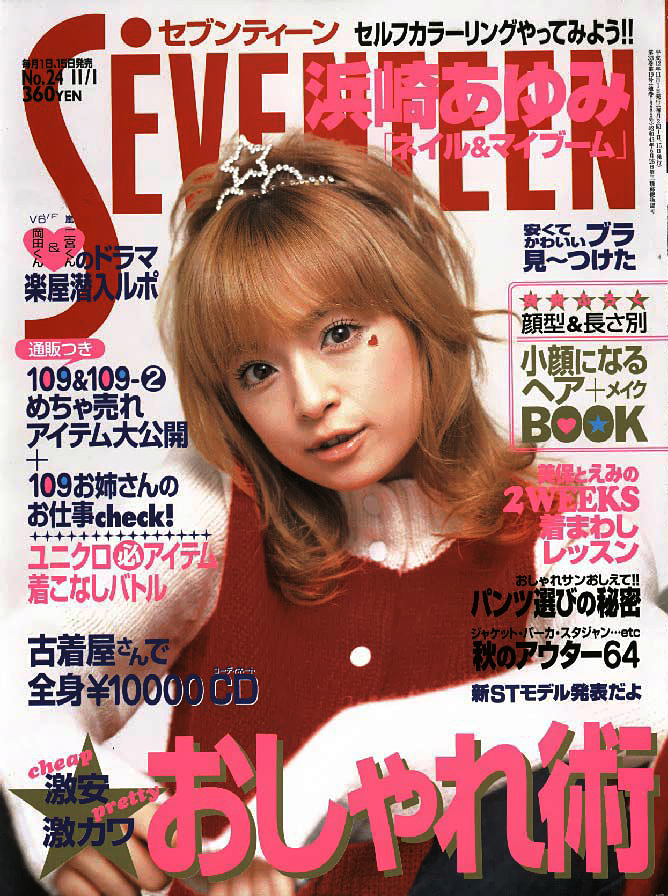 セブンティーン
セルフカラーリングやってみよう!!
毎月1日、15日発売
No.24 11/1
360YEN
SEVENTEEN
浜崎あゆみ
「ネイル&マイブーム」
岡田くん
&
二宮くん
のドラマ
楽屋潜入ルポ
安くて
かわいいブラ
見〜つけた
顔型&長さ別
小顔になる
ヘア+メイク
BOOK
通販つき
109&109-②
めちゃ売れ
アイテム大公開
+
109お姉さんの
お仕事check!
ユニクロ必アイテム
着こなしバトル
美保とえみの
2WEEKS
着まわし
レッスン
おしゃれサンおしえて!!
パンツ選びの秘密
ジャケット・パーカ・スタジャン…etc
秋のアウター64
新STモデル発表だよ
古着屋さんで
コーディネート
全身¥10000 CD
cheap
激安
pretty
激カワ
おしゃれ術